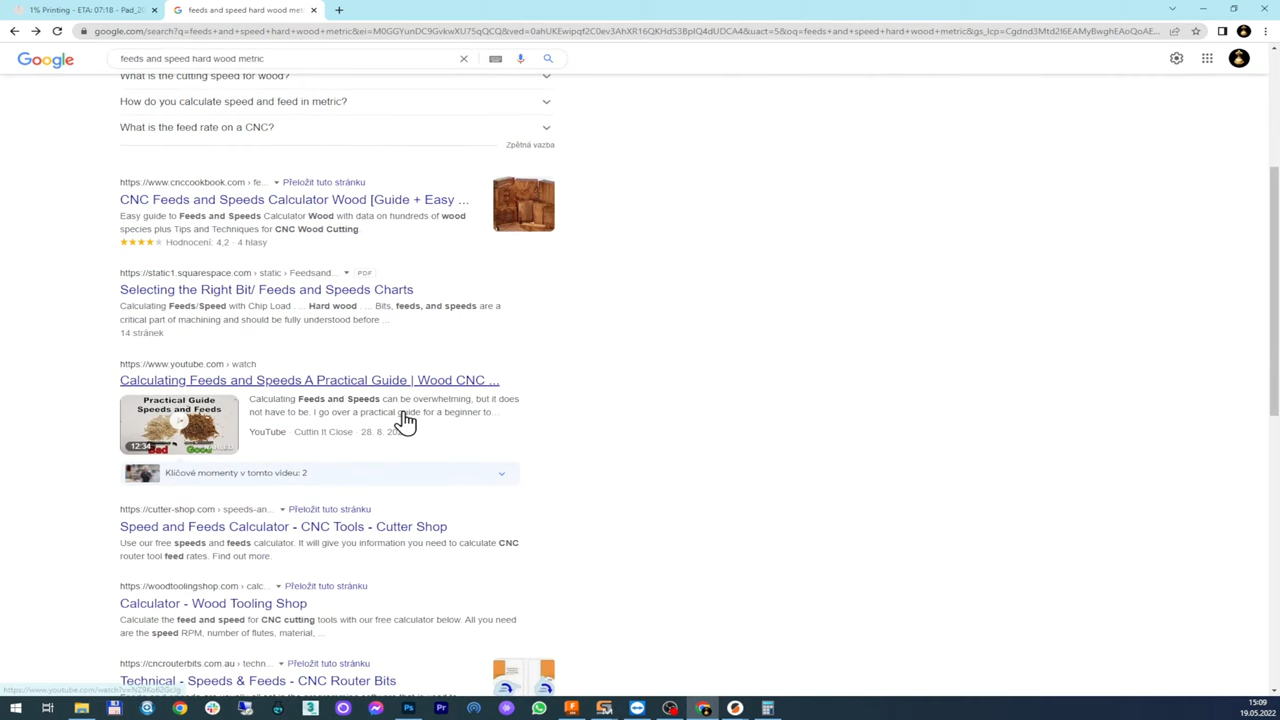 1% Printing - ETA: 07:18 - Pad_20
feeds and speed hard wood metri
Google
feeds and speed hard wood metric
What is the cutting speed for wood?
How do you calculate speed and feed in metric?
What is the feed rate on a CNC?
Zpětná vazba
https://www.cnccookbook.com › fe... Přeložit tuto stránku
CNC Feeds and Speeds Calculator Wood [Guide + Easy ...
Easy guide to Feeds and Speeds Calculator Wood with data on hundreds of wood
species plus Tips and Techniques for CNC Wood Cutting.
Hodnocení: 4,2 · 4 hlasy
https://static1.squarespace.com › static › Feedsand... PDF
Selecting the Right Bit/ Feeds and Speeds Charts
Calculating Feeds/Speed with Chip Load . ... Hard wood . ... Bits, feeds, and speeds are a
critical part of machining and should be fully understood before ...
14 stránek
https://www.youtube.com › watch
Calculating Feeds and Speeds A Practical Guide | Wood CNC ...
Practical Guide
Speeds and Feeds
Bad
Good
12:34
Calculating Feeds and Speeds can be overwhelming, but it does
not have to be. I go over a practical guide for a beginner to...
YouTube · Cuttin It Close · 28. 8.
Klíčové momenty v tomto videu: 2
https://cutter-shop.com › speeds-an... Přeložit tuto stránku
Speed and Feeds Calculator - CNC Tools - Cutter Shop
Use our free speeds and feeds calculator. It will give you information you need to calculate CNC
router tool feed rates. Find out more.
https://woodtoolingshop.com › calc... Přeložit tuto stránku
Calculator - Wood Tooling Shop
Calculate the feed and speed for CNC cutting tools with our free calculator below. All you need
are the speed RPM, number of flutes, material, ...
https://cncrouterbits.com.au › techn... Přeložit tuto stránku
Technical - Speeds & Feeds - CNC Router Bits
15:09
19.05.2022